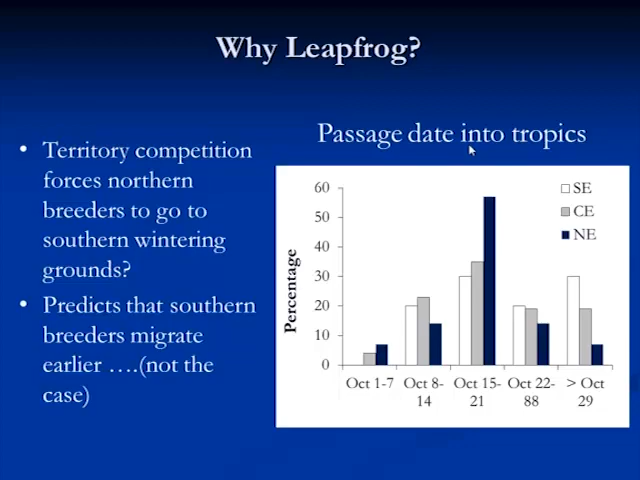 Why Leapfrog?
• Territory competition
forces northern
breeders to go to
southern wintering
grounds?
• Predicts that southern
breeders migrate
earlier ....(not the
case)
Passage date into tropics
Percentage
60
50
40
30
20
10
0
SE
CE
NE
Oct 1-7
Oct 8-
14
Oct 15-
21
Oct 22-
88
> Oct
29